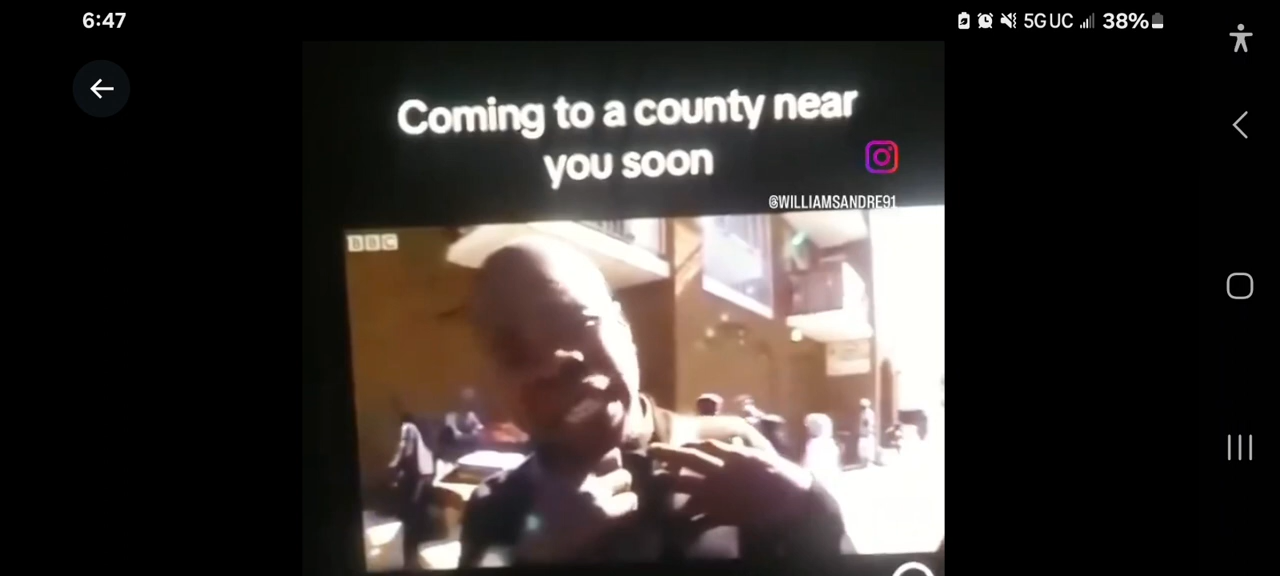 6:47
5G UC
38%
Coming to a county near
you soon
@WILLIAMSANDRE91
BBC